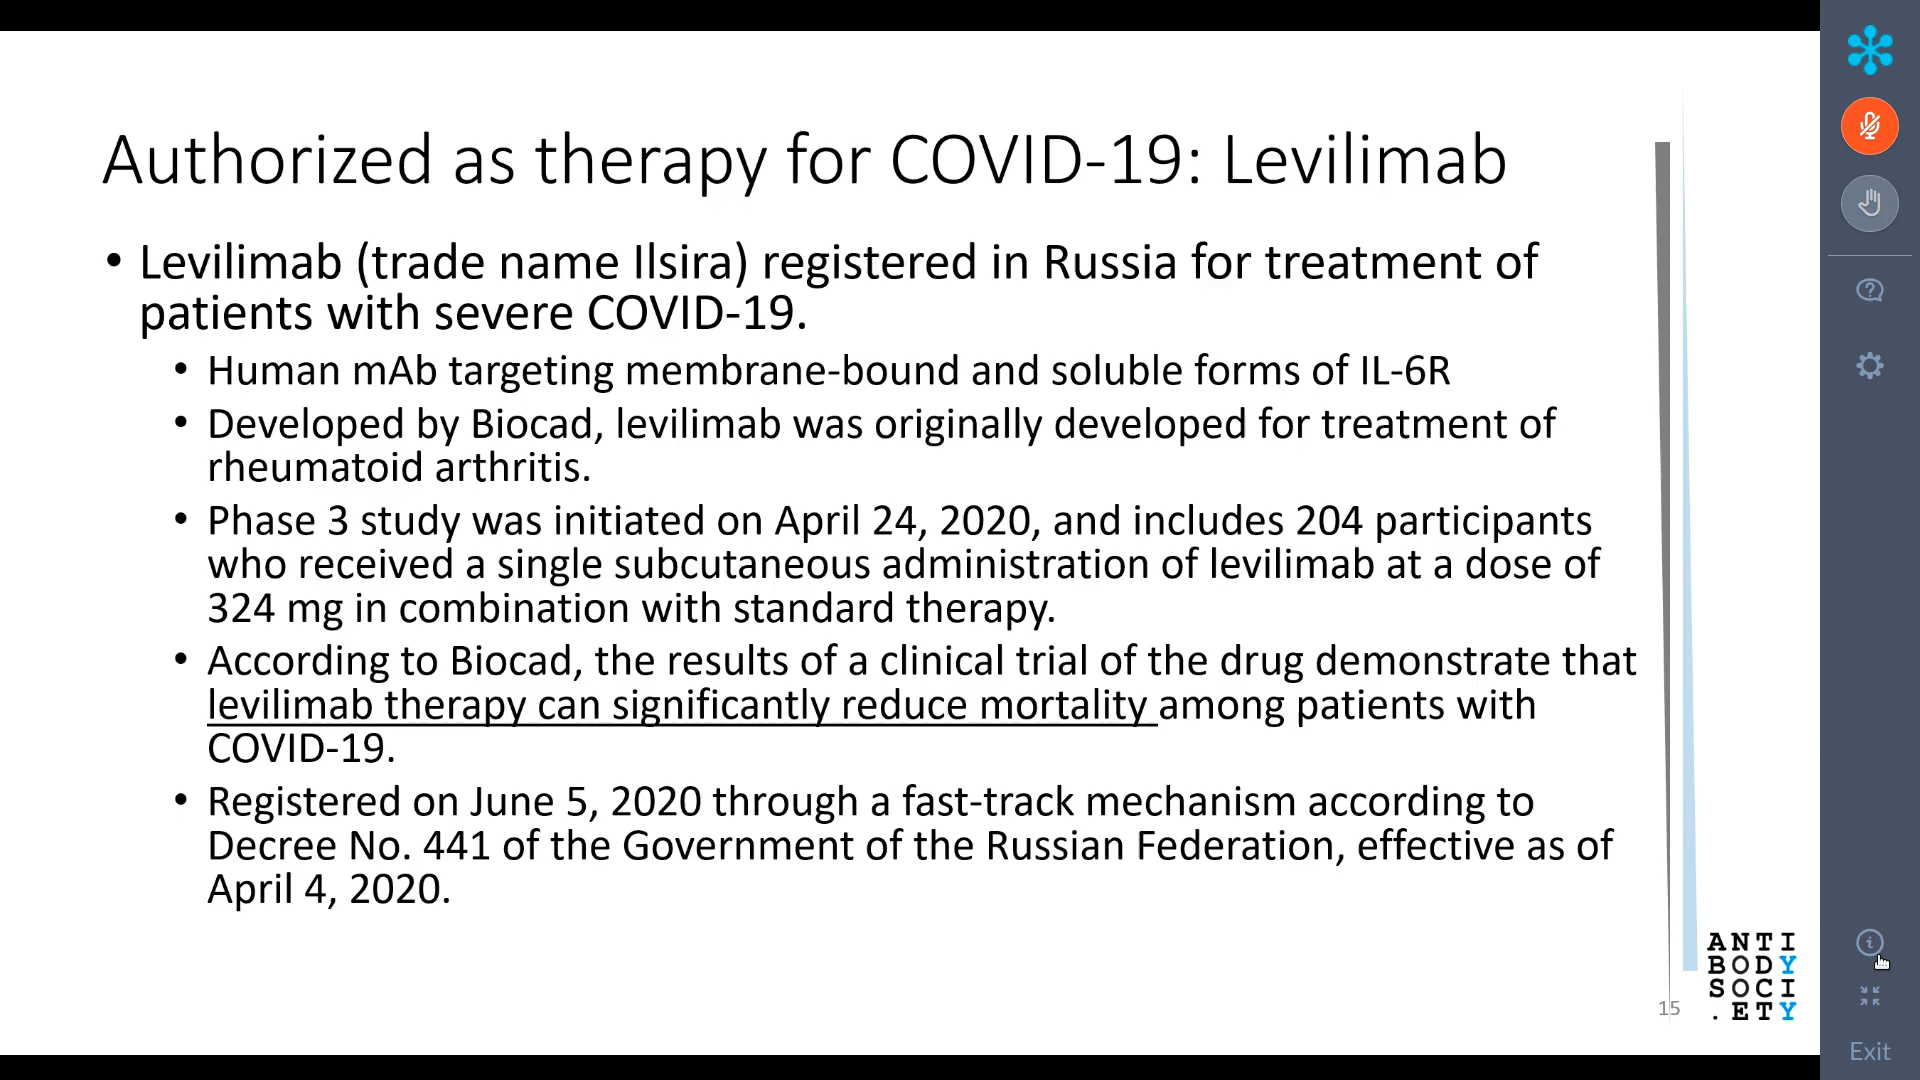 Authorized as therapy for COVID-19: Levilimab
• Levilimab (trade name Ilsira) registered in Russia for treatment of
patients with severe COVID-19.
• Human mAb targeting membrane-bound and soluble forms of IL-6R
• Developed by Biocad, levilimab was originally developed for treatment of
rheumatoid arthritis.
• Phase 3 study was initiated on April 24, 2020, and includes 204 participants
who received a single subcutaneous administration of levilimab at a dose of
324 mg in combination with standard therapy.
• According to Biocad, the results of a clinical trial of the drug demonstrate that
levilimab therapy can significantly reduce mortality among patients with
COVID-19.
• Registered on June 5, 2020 through a fast-track mechanism according to
Decree No. 441 of the Government of the Russian Federation, effective as of
April 4, 2020.
15
ANTI
BODY
SOCI
.ETY
Exit